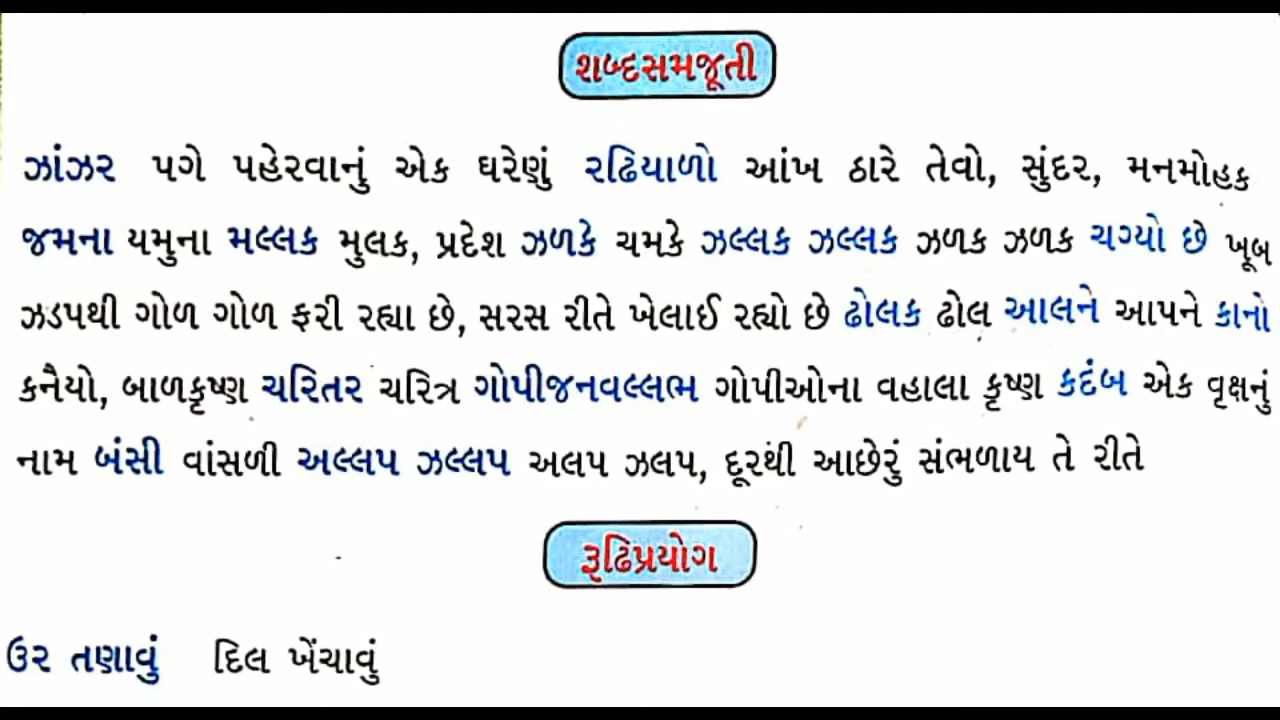 શબ્દસમજૂતી
ઝાંઝર પગે પહેરવાનું એક ઘરેણું રઢિયાળો આંખ ઠારે તેવો, સુંદર, મનમોહક
જમના યમુના મલ્લક મુલક, પ્રદેશ ઝળકે ચમકે ઝલ્લક ઝલ્લક ઝળક ઝળક ચગ્યો છે ખૂબ
ઝડપથી ગોળ ગોળ ફરી રહ્યા છે, સરસ રીતે ખેલાઈ રહ્યો છે ઢોલક ઢોલ આલને આપને કાનો
કનૈયો, બાળકૃષ્ણ ચરિતર ચરિત્ર ગોપીજનવલ્લભ ગોપીઓના વહાલા કૃષ્ણ કદંબ એક વૃક્ષનું
નામ બંસી વાંસળી અલ્લપ ઝલ્લપ અલપ ઝલપ, દૂરથી આછેરું સંભળાય તે રીતે
રૂઢિપ્રયોગ
ઉર તણાવું દિલ ખેંચાવું